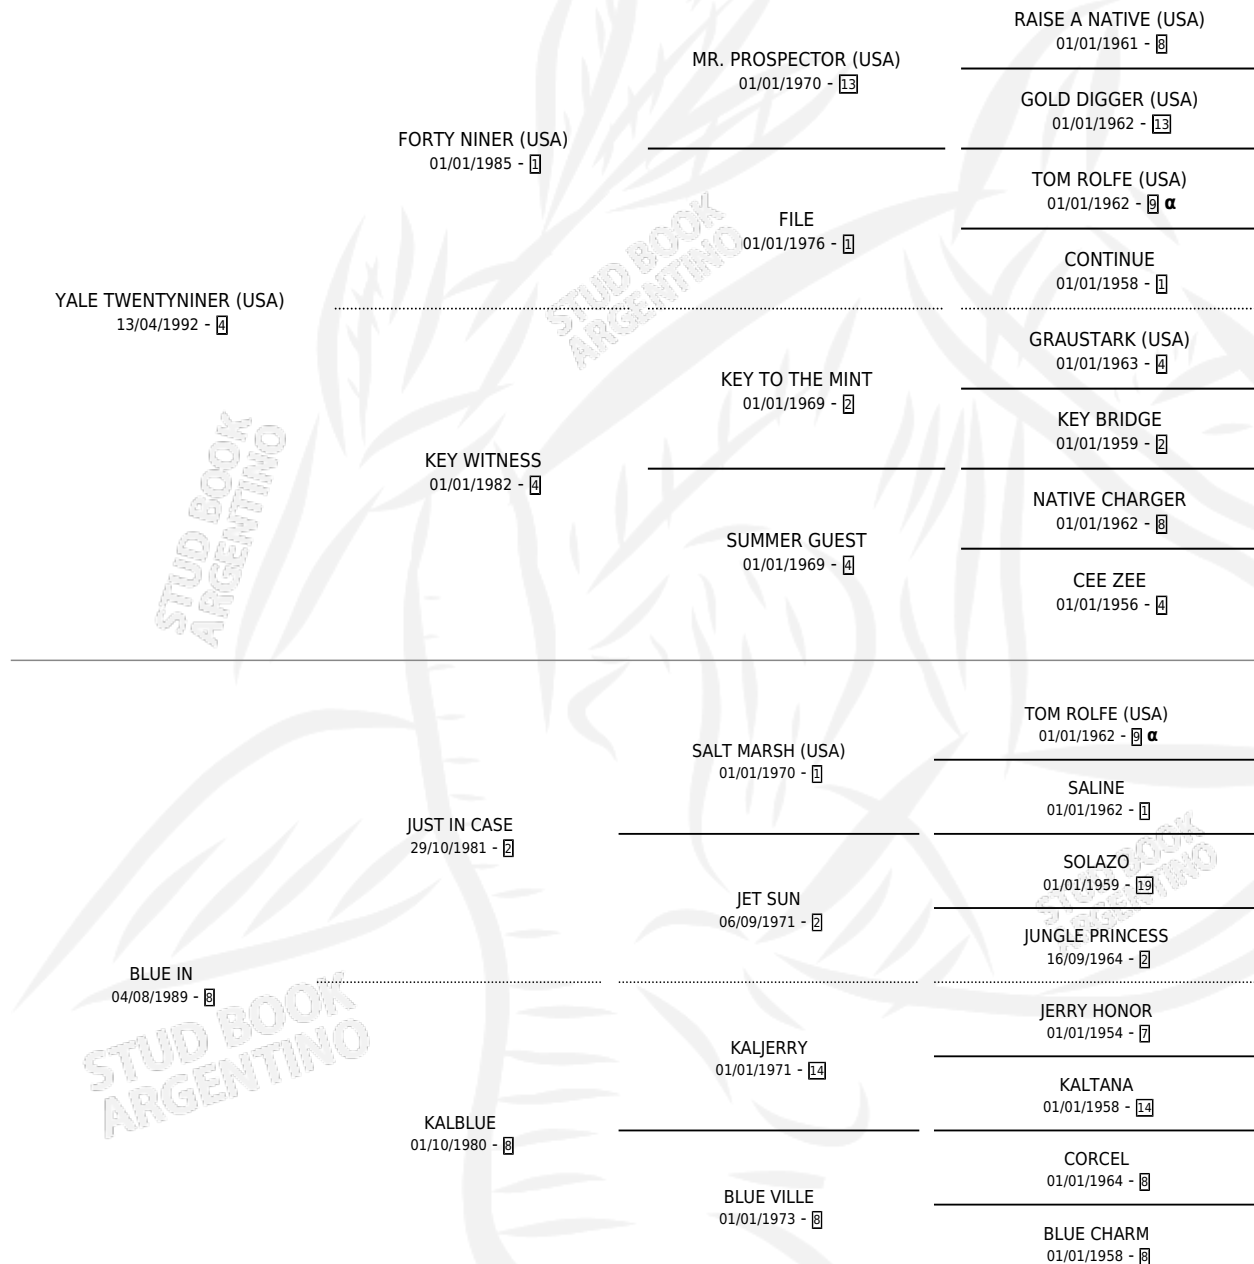 RAISE A NATIVE (USA)
01/01/1961 - 8
MR. PROSPECTOR (USA)
01/01/1970 - 13
GOLD DIGGER (USA)
01/01/1962 - 13
FORTY NINER (USA)
01/01/1985 - 1
TOM ROLFE (USA)
01/01/1962 - 9 α
FILE
01/01/1976 - 1
CONTINUE
01/01/1958 - 1
YALE TWENTYNINER (USA)
13/04/1992 - 4
GRAUSTARK (USA)
01/01/1963 - 4
KEY TO THE MINT
01/01/1969 - 2
KEY BRIDGE
01/01/1959 - 2
KEY WITNESS
01/01/1982 - 4
NATIVE CHARGER
01/01/1962 - 8
SUMMER GUEST
01/01/1969 - 4
CEE ZEE
01/01/1956 - 4
TOM ROLFE (USA)
01/01/1962 - 9 α
SALT MARSH (USA)
01/01/1970 - 1
SALINE
01/01/1962 - 1
JUST IN CASE
29/10/1981 - 2
SOLAZO
01/01/1959 - 19
JET SUN
06/09/1971 - 2
JUNGLE PRINCESS
16/09/1964 - 2
BLUE IN
04/08/1989 - 8
JERRY HONOR
01/01/1954 - 7
KALJERRY
01/01/1971 - 14
KALTANA
01/01/1958 - 14
KALBLUE
01/10/1980 - 8
CORCEL
01/01/1964 - 8
BLUE VILLE
01/01/1973 - 8
BLUE CHARM
01/01/1958 - 8
STUD BOOK
ARGENTINO
STUD BOOK
ARGENTINO
STUD BOOK
ARGENTINO
STUD BOOK
ARGENTINO